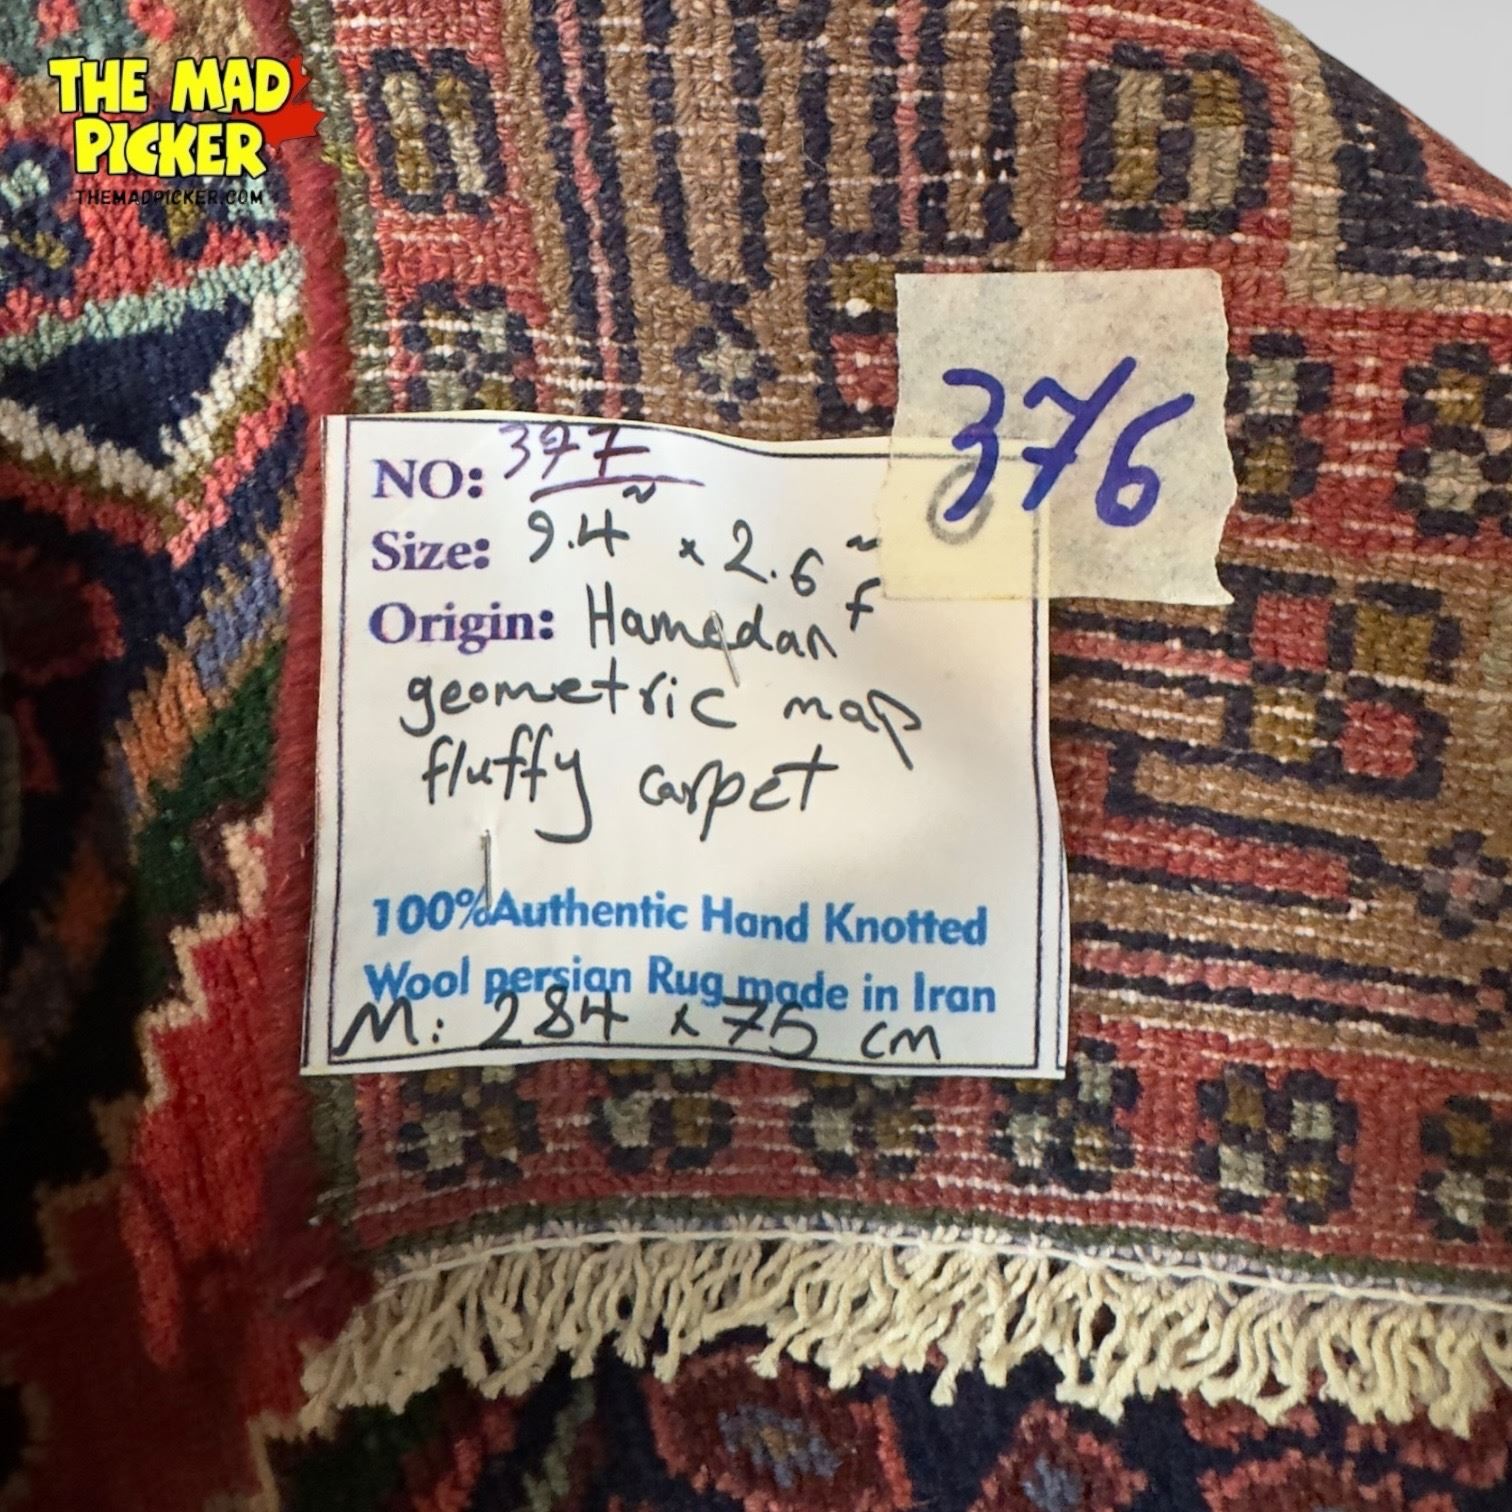 THE MAD
PICKER
THEMADPICKER.COM
376
NO: 377
Size: 9.4 x 2.6 f
Origin: Hamedan
geometric map
fluffy carpet
100% Authentic Hand Knotted
Wool persian Rug made in Iran
M: 284 x 75 cm